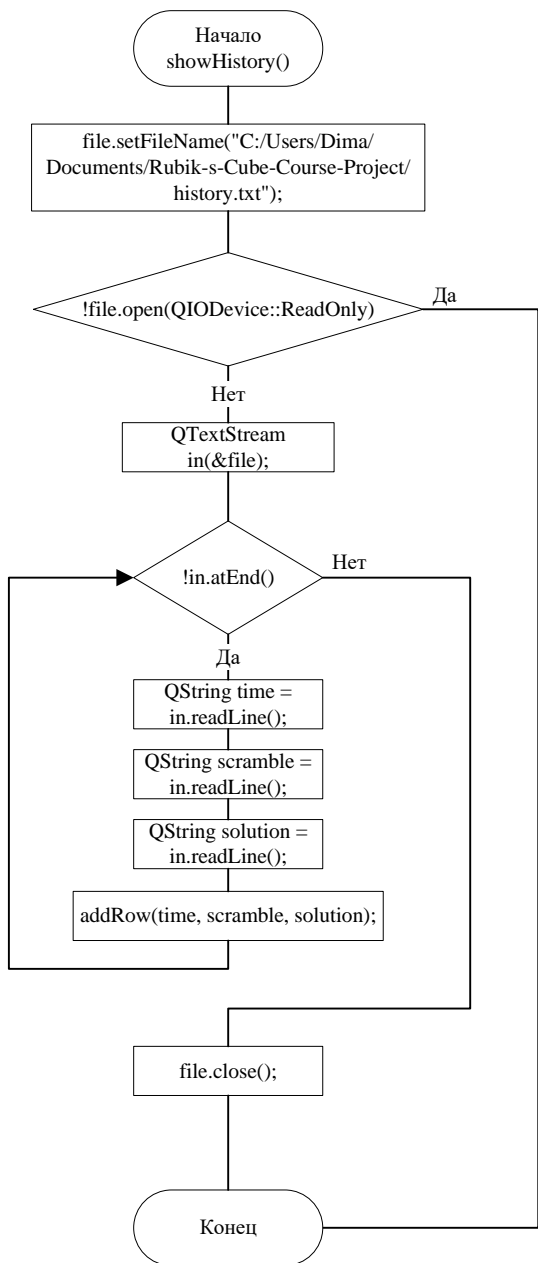 Начало
showHistory()
file.setFileName("C:/Users/Dima/
Documents/Rubik-s-Cube-Course-Project/
history.txt");
!file.open(QIODevice::ReadOnly)
Да
Нет
QTextStream
in(&file);
!in.atEnd()
Нет
Да
QString time =
in.readLine();
QString scramble =
in.readLine();
QString solution =
in.readLine();
addRow(time, scramble, solution);
file.close();
Конец